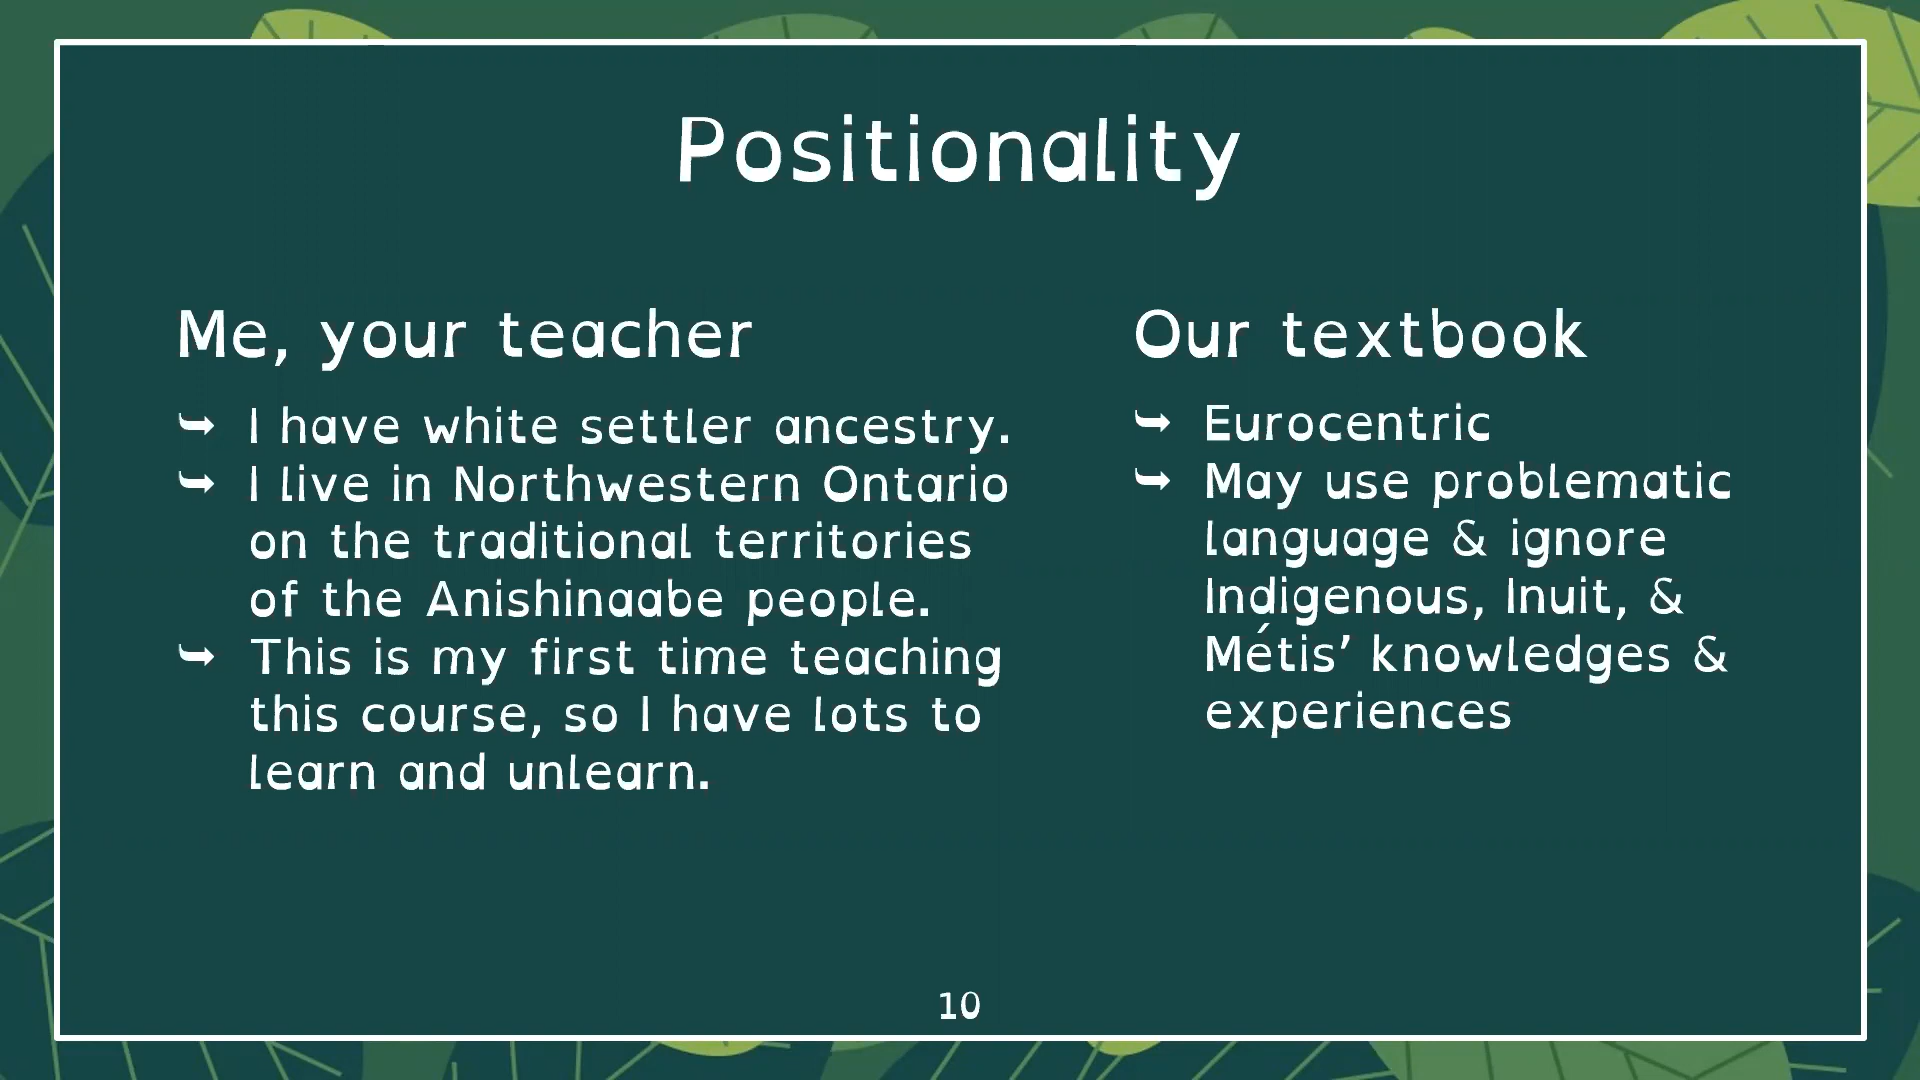 Positionality
Me, your teacher
➥ I have white settler ancestry.
➥ I live in Northwestern Ontario
on the traditional territories
of the Anishinaabe people.
➥ This is my first time teaching
this course, so I have lots to
learn and unlearn.
Our textbook
➥ Eurocentric
➥ May use problematic
language & ignore
Indigenous, Inuit, &
Métis’ knowledges &
experiences
10